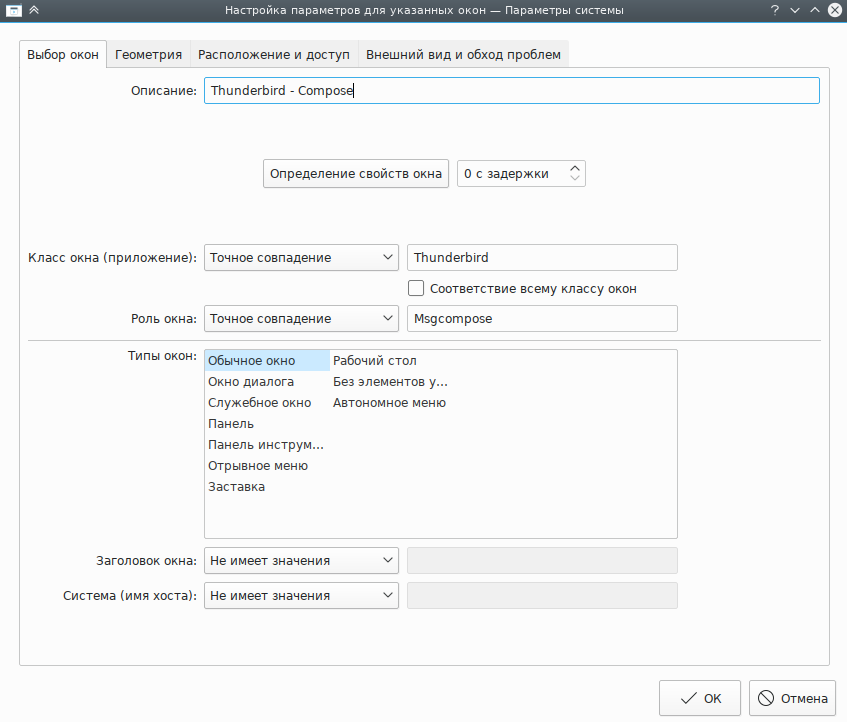 Настройка параметров для указанных окон — Параметры системы
Выбор окон Геометрия Расположение и доступ Внешний вид и обход проблем
Описание: Thunderbird - Compose
Определение свойств окна 0 с задержки
Класс окна (приложение): Точное совпадение Thunderbird
Соответствие всему классу окон
Роль окна: Точное совпадение Msgcompose
Типы окон: Обычное окно Рабочий стол
Окно диалога Без элементов у...
Служебное окно Автономное меню
Панель
Панель инструм...
Отрывное меню
Заставка
Заголовок окна: Не имеет значения
Система (имя хоста): Не имеет значения
ОК Отмена